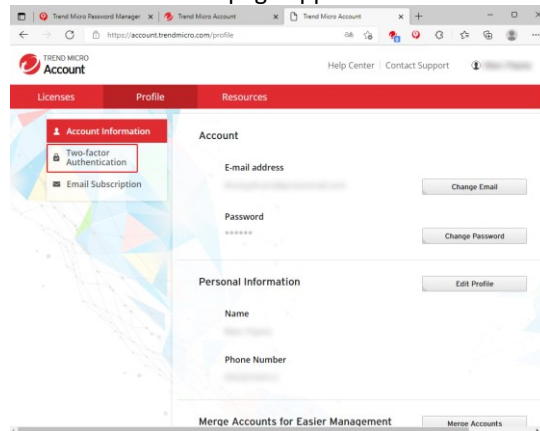 Trend Micro Password Manager
Trend Micro Account
Trend Micro Account
https://account.trendmicro.com/profile
TREND MICRO
Account
Help Center
Contact Support
Licenses
Profile
Resources
Account Information
Two-factor
Authentication
Email Subscription
Account
E-mail address
Change Email
Password
******
Change Password
Personal Information
Edit Profile
Name
Phone Number
Merge Accounts for Easier Management
Merge Accounts